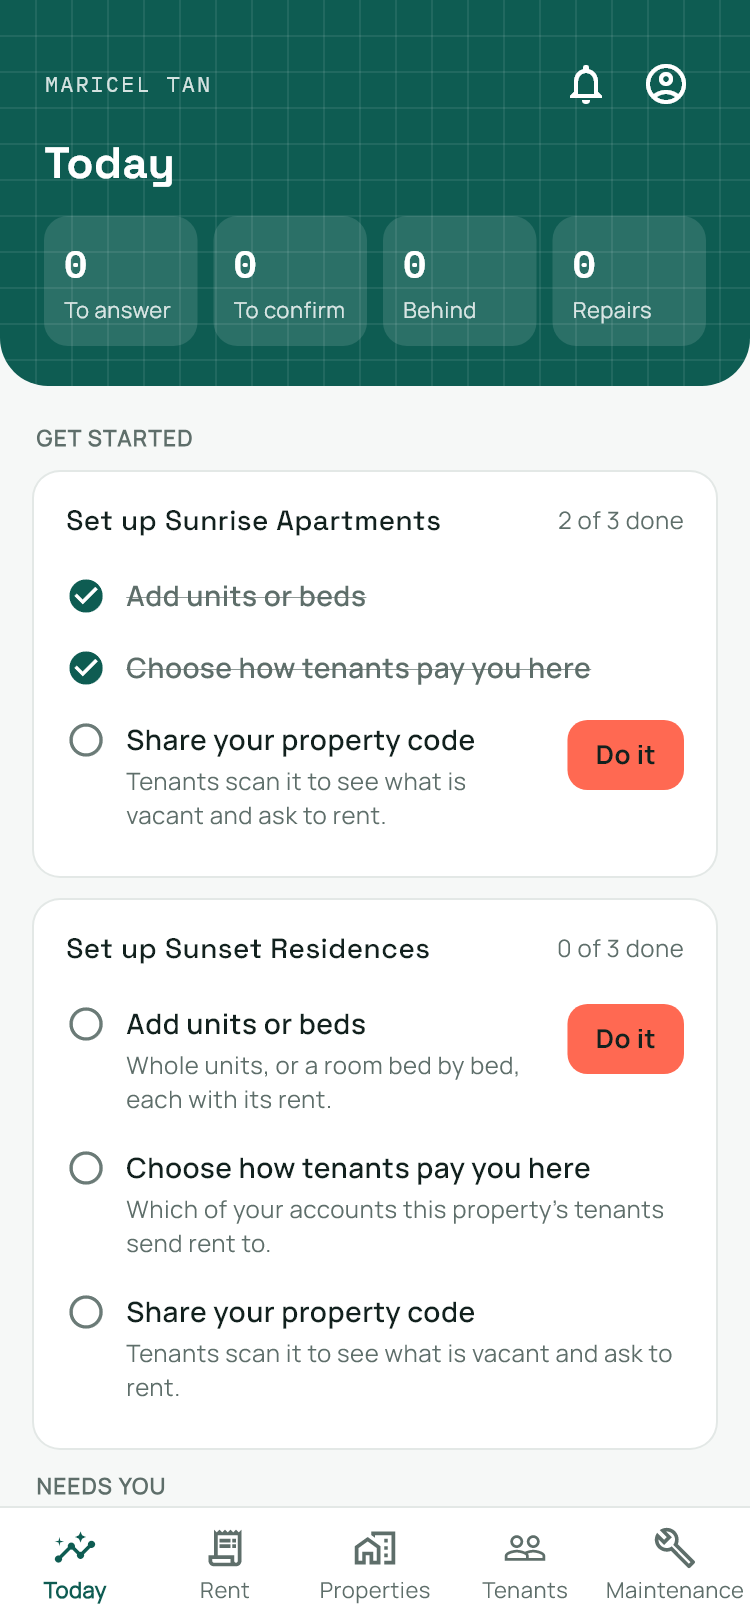 MARICEL TAN
Today
0
To answer
0
To confirm
0
Behind
0
Repairs
GET STARTED
Set up Sunrise Apartments
2 of 3 done
Add units or beds
Choose how tenants pay you here
Share your property code
Do it
Tenants scan it to see what is
vacant and ask to rent.
Set up Sunset Residences
0 of 3 done
Add units or beds
Do it
Whole units, or a room bed by bed,
each with its rent.
Choose how tenants pay you here
Which of your accounts this property’s tenants
send rent to.
Share your property code
Tenants scan it to see what is vacant and ask to
rent.
NEEDS YOU
Today
Rent
Properties
Tenants
Maintenance